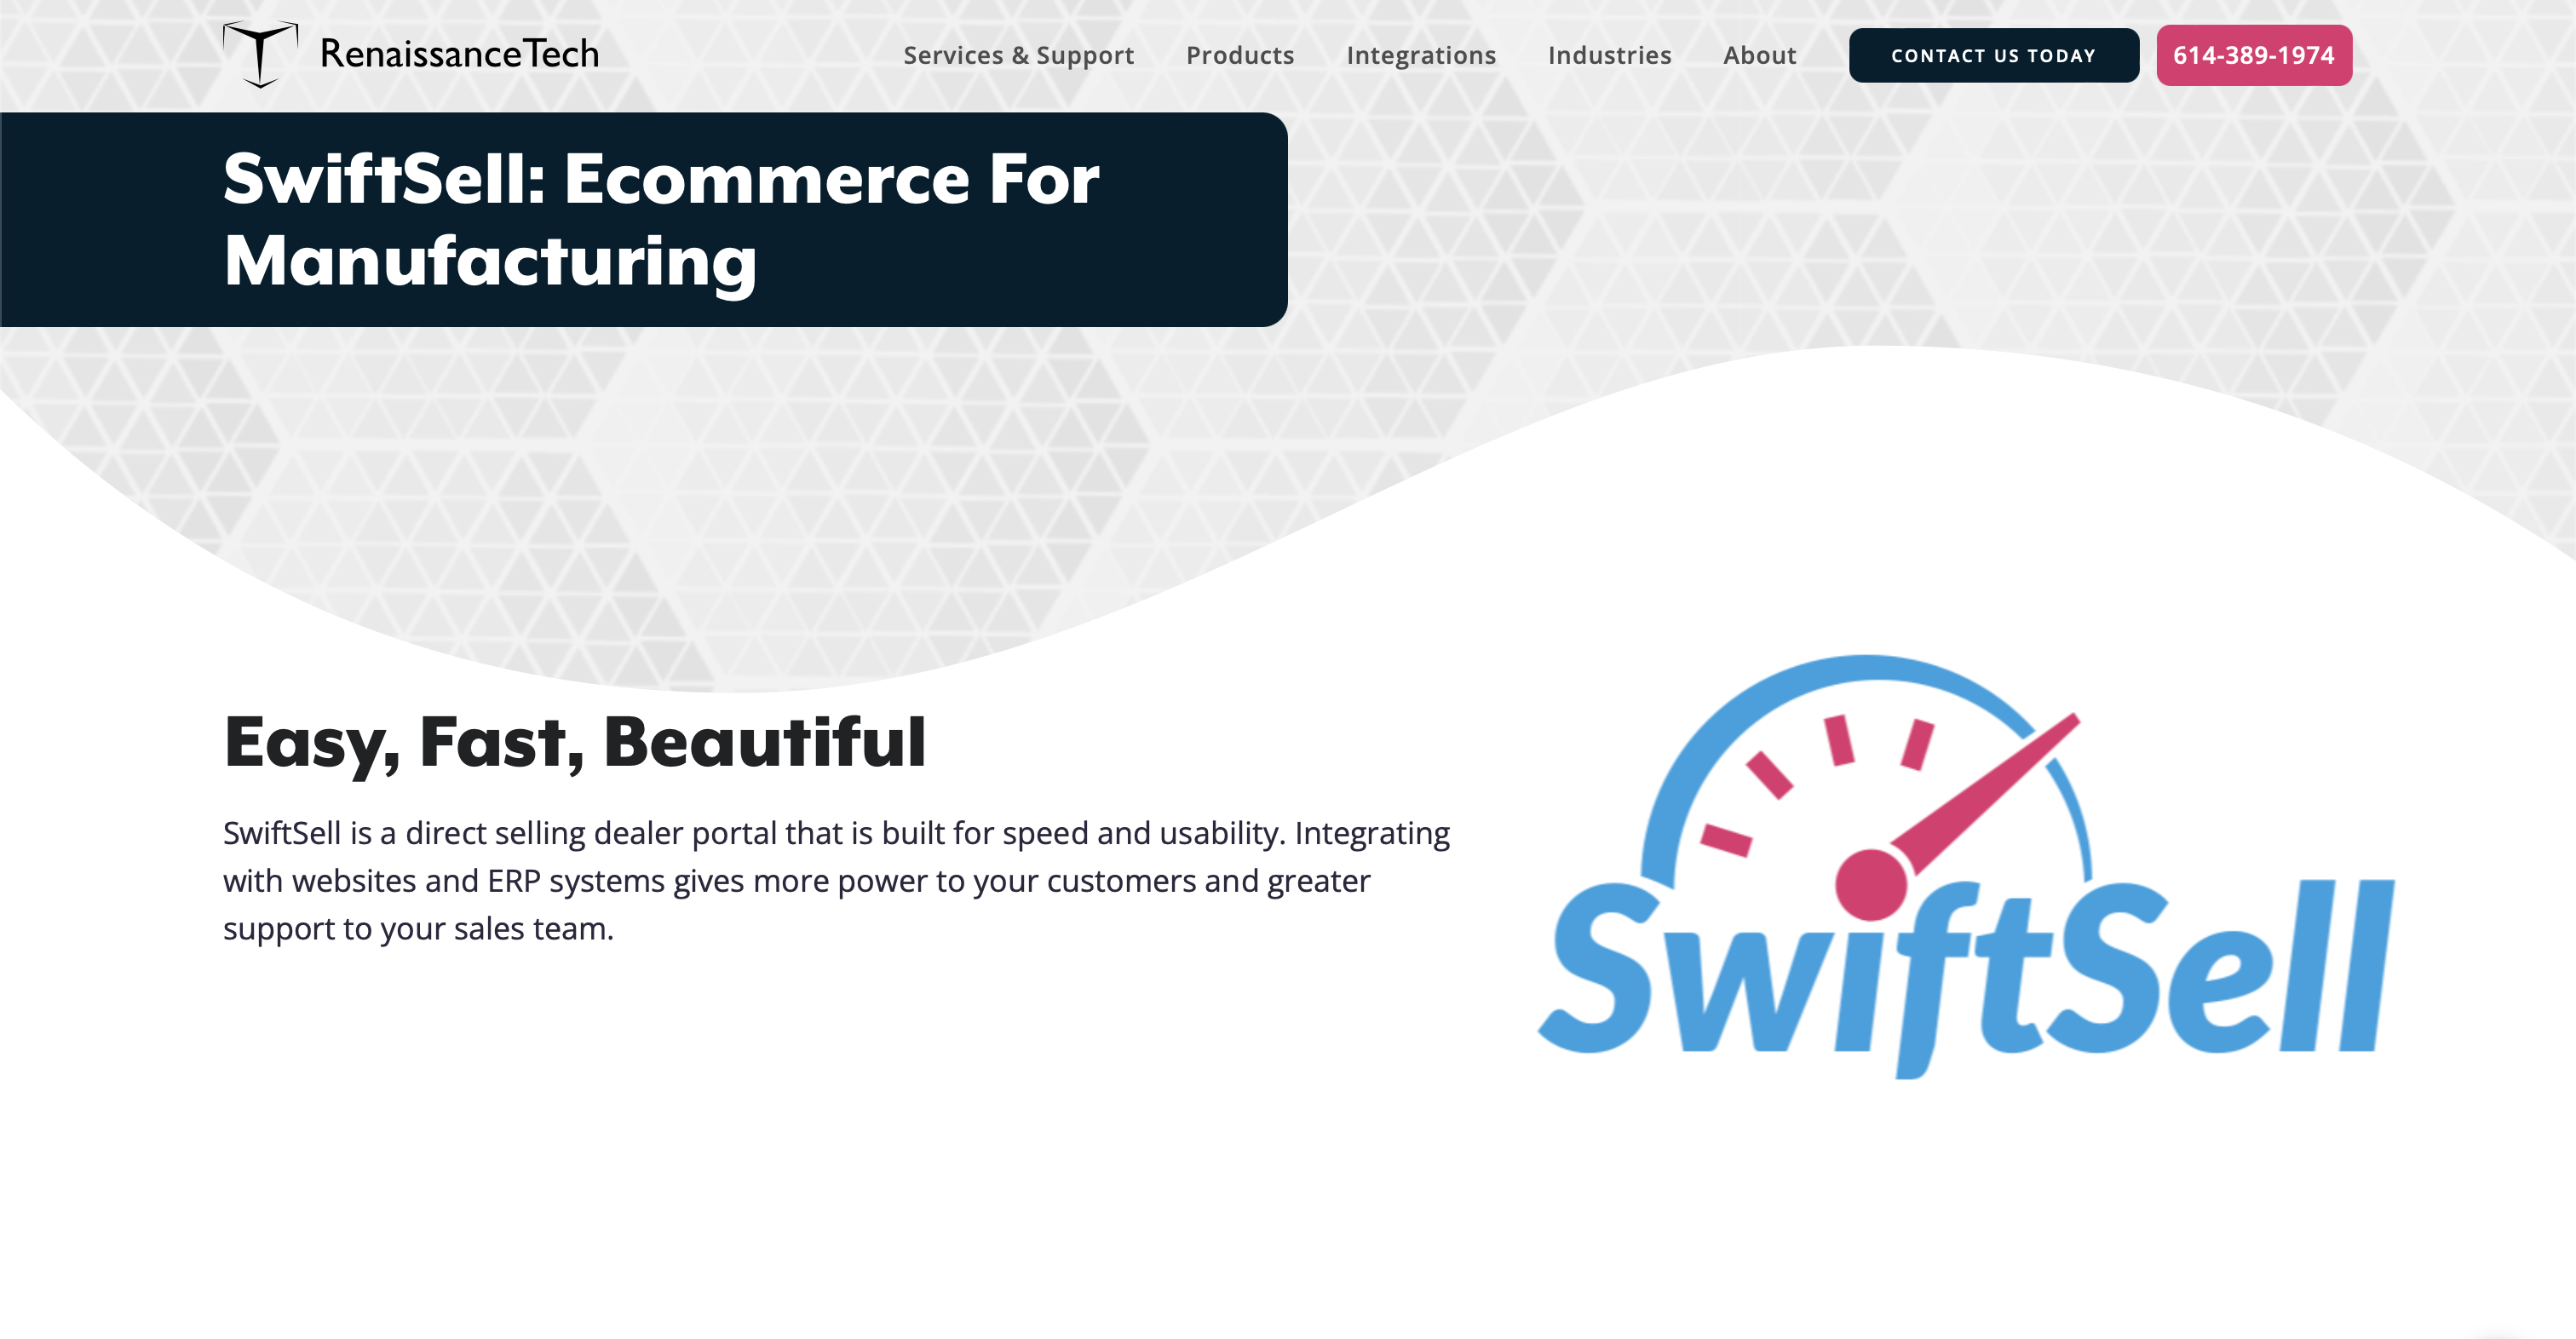 RenaissanceTech
Services & Support
Products
Integrations
Industries
About
CONTACT US TODAY
614-389-1974
SwiftSell: Ecommerce For
Manufacturing
Easy, Fast, Beautiful
SwiftSell is a direct selling dealer portal that is built for speed and usability. Integrating
with websites and ERP systems gives more power to your customers and greater
support to your sales team.
SwiftSell